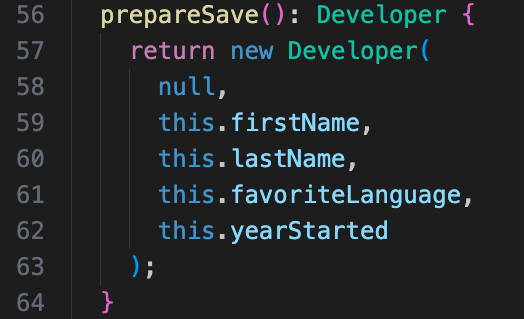 56 prepareSave(): Developer {
57 return new Developer(
58 null,
59 this.firstName,
60 this.lastName,
61 this.favoriteLanguage,
62 this.yearStarted
63 );
64 }